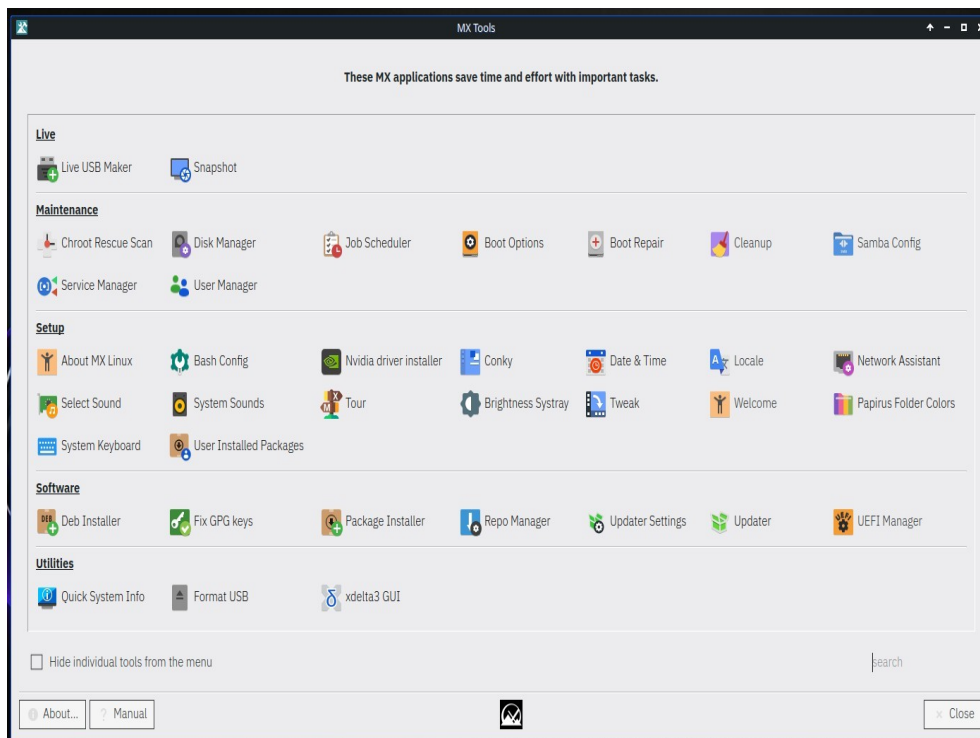 MX Tools
These MX applications save time and effort with important tasks.
Live
Live USB Maker Snapshot
Maintenance
Chroot Rescue Scan Disk Manager Job Scheduler Boot Options Boot Repair Cleanup Samba Config
Service Manager User Manager
Setup
About MX Linux Bash Config Nvidia driver installer Conky Date & Time Locale Network Assistant
Select Sound System Sounds Tour Brightness Systray Tweak Welcome Papirus Folder Colors
System Keyboard User Installed Packages
Software
Deb Installer Fix GPG keys Package Installer Repo Manager Updater Settings Updater UEFI Manager
Utilities
Quick System Info Format USB xdelta3 GUI
Hide individual tools from the menu search
About... ? Manual Close